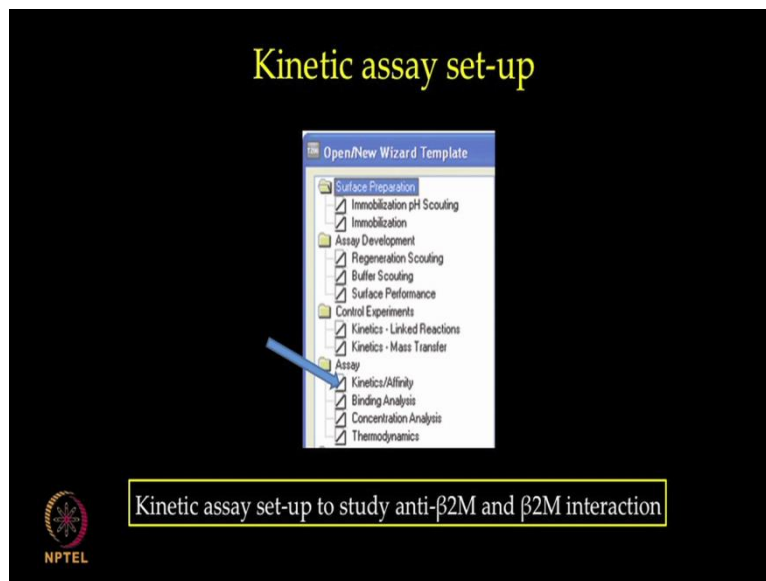 Kinetic assay set-up
Open/New Wizard Template
Surface Preparation
Immobilization pH Scouting
Immobilization
Assay Development
Regeneration Scouting
Buffer Scouting
Surface Performance
Control Experiments
Kinetics - Linked Reactions
Kinetics - Mass Transfer
Assay
Kinetics/Affinity
Binding Analysis
Concentration Analysis
Thermodynamics
Kinetic assay set-up to study anti-β2M and β2M interaction
NPTEL